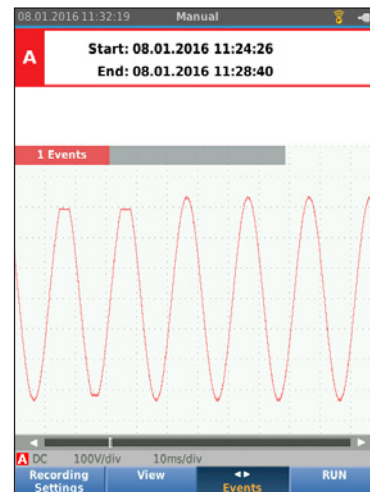 08.01.2016 11:32:19 Manual
A
Start: 08.01.2016 11:24:26
End: 08.01.2016 11:28:40
1 Events
A DC 100V/div 10ms/div
Recording Settings View Events RUN